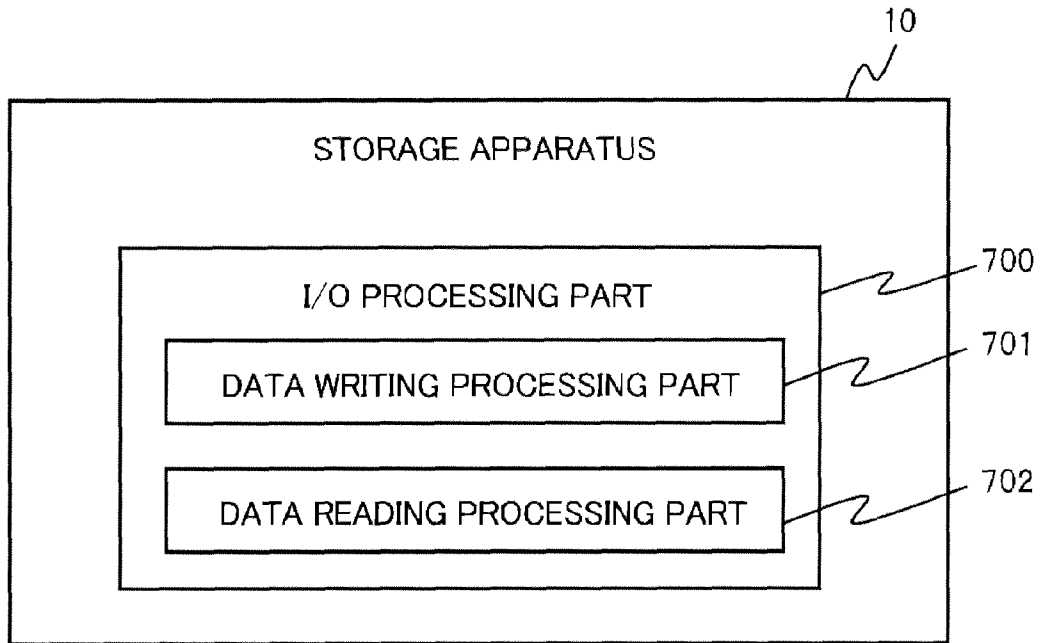 10
STORAGE APPARATUS
700
I/O PROCESSING PART
701
DATA WRITING PROCESSING PART
702
DATA READING PROCESSING PART